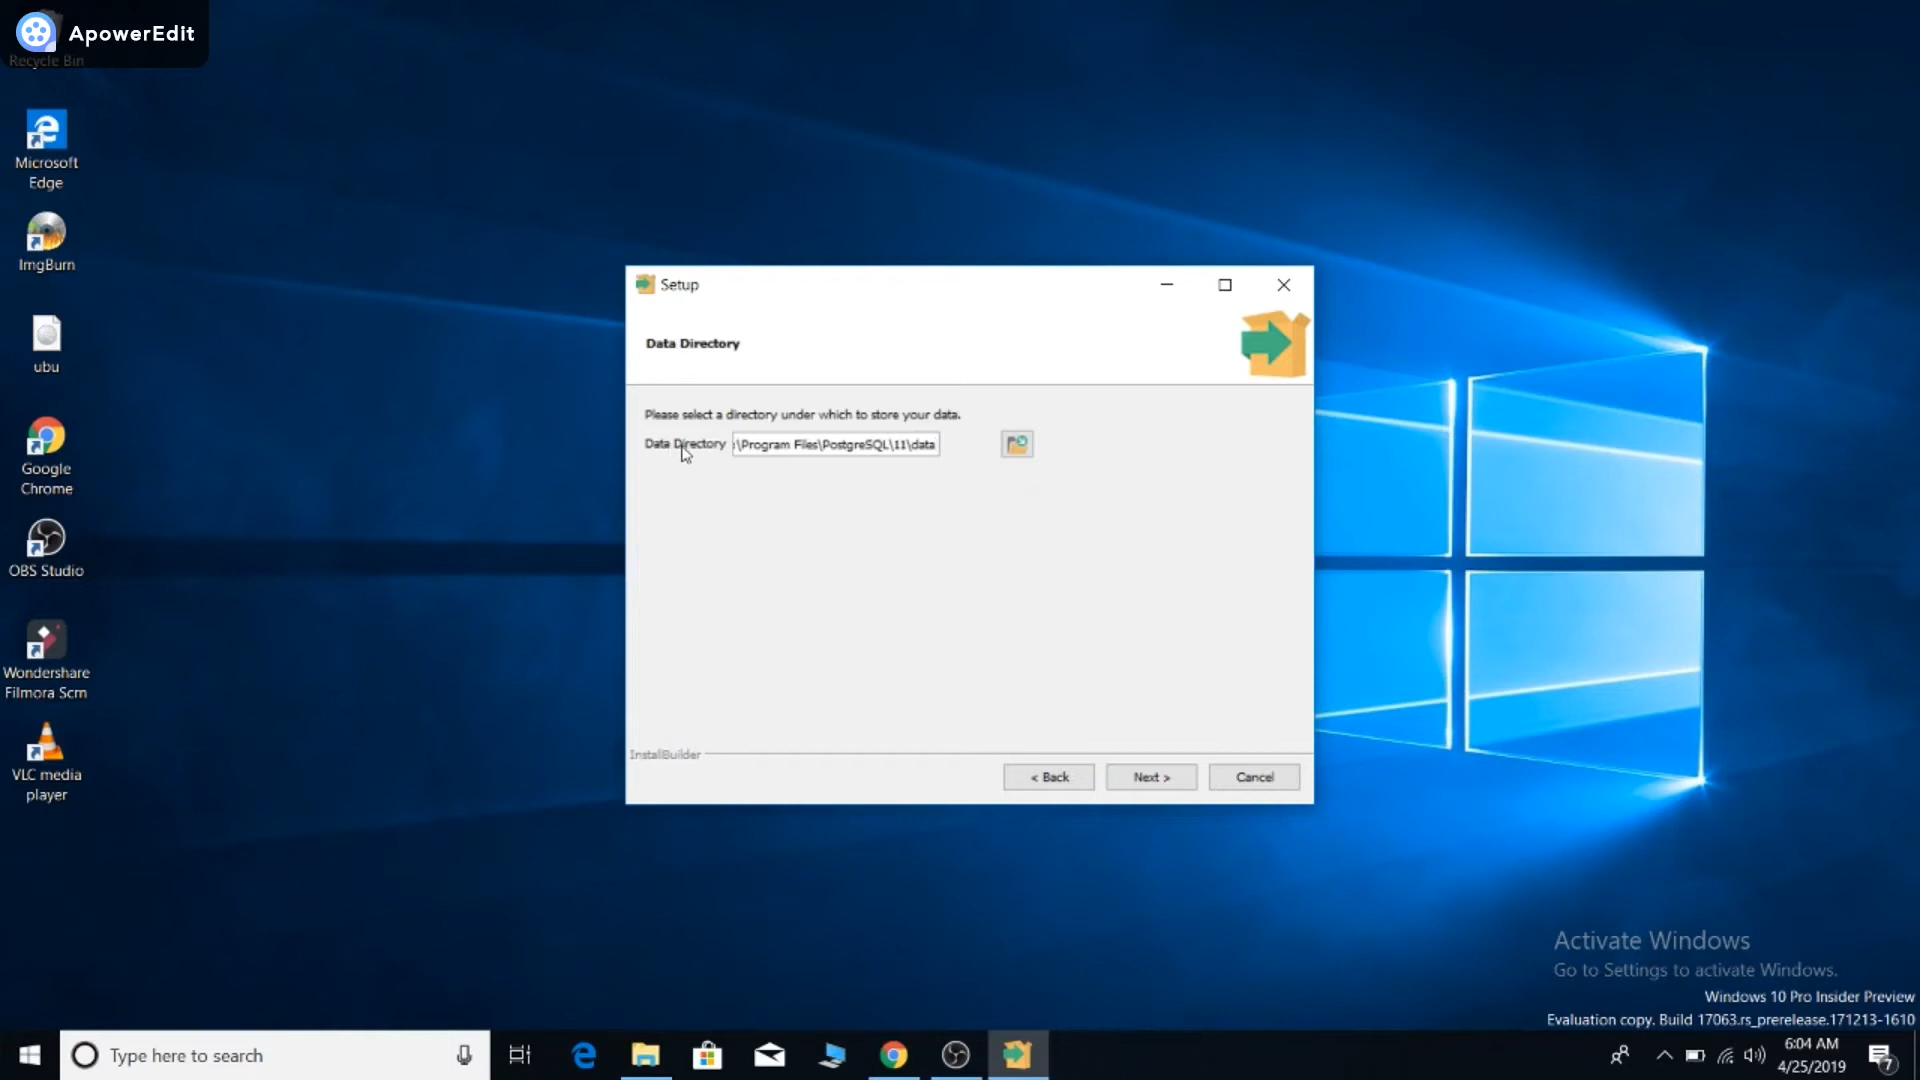 ApowerEdit
Recycle Bin
Microsoft
Edge
ImgBurn
ubu
Google
Chrome
OBS Studio
Wondershare
Filmora Scrn
VLC media
player
Setup
Data Directory
Please select a directory under which to store your data.
Data Directory :\Program Files\PostgreSQL\11\data
InstallBuilder
< Back Next > Cancel
Activate Windows
Go to Settings to activate Windows.
Windows 10 Pro Insider Preview
Evaluation copy. Build 17063.rs_prerelease.171213-1610
Type here to search
6:04 AM
4/25/2019
7